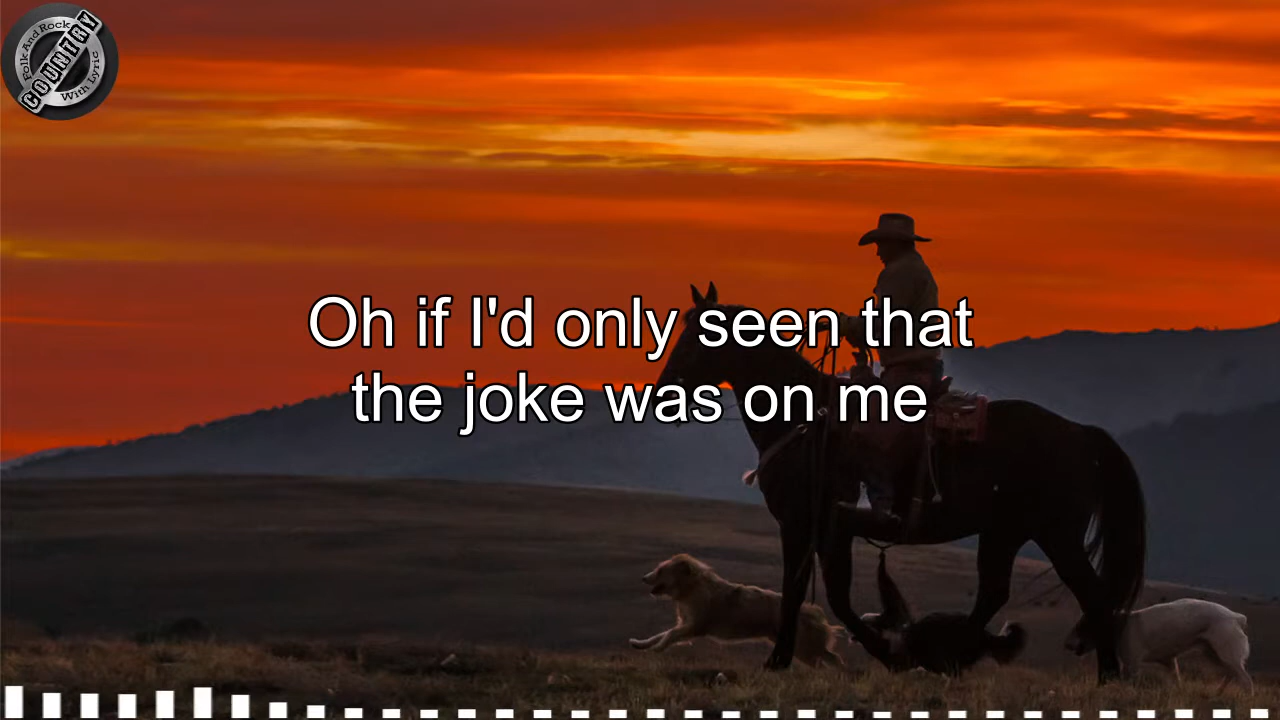 Folk And Rock
COUNTRY
With Lyric
Oh if I'd only seen that
the joke was on me